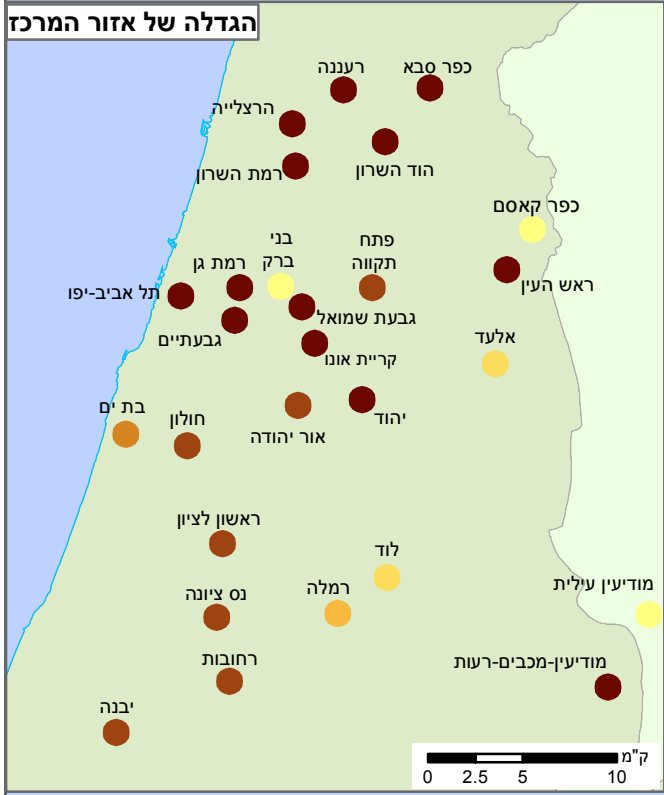 הגדלה של אזור המרכז
כפר סבא
רעננה
הרצלייה
הוד השרון
רמת השרון
כפר קאסם
פתח
תקווה
בני
ברק
רמת גן
ראש העין
תל אביב-יפו
גבעת שמואל
גבעתיים
אלעד
קריית אונו
בת ים
חולון
יהוד
אור יהודה
ראשון לציון
לוד
רמלה
נס ציונה
מודיעין עילית
רחובות
מודיעין-מכבים-רעות
יבנה
ק"מ
0 2.5 5 10